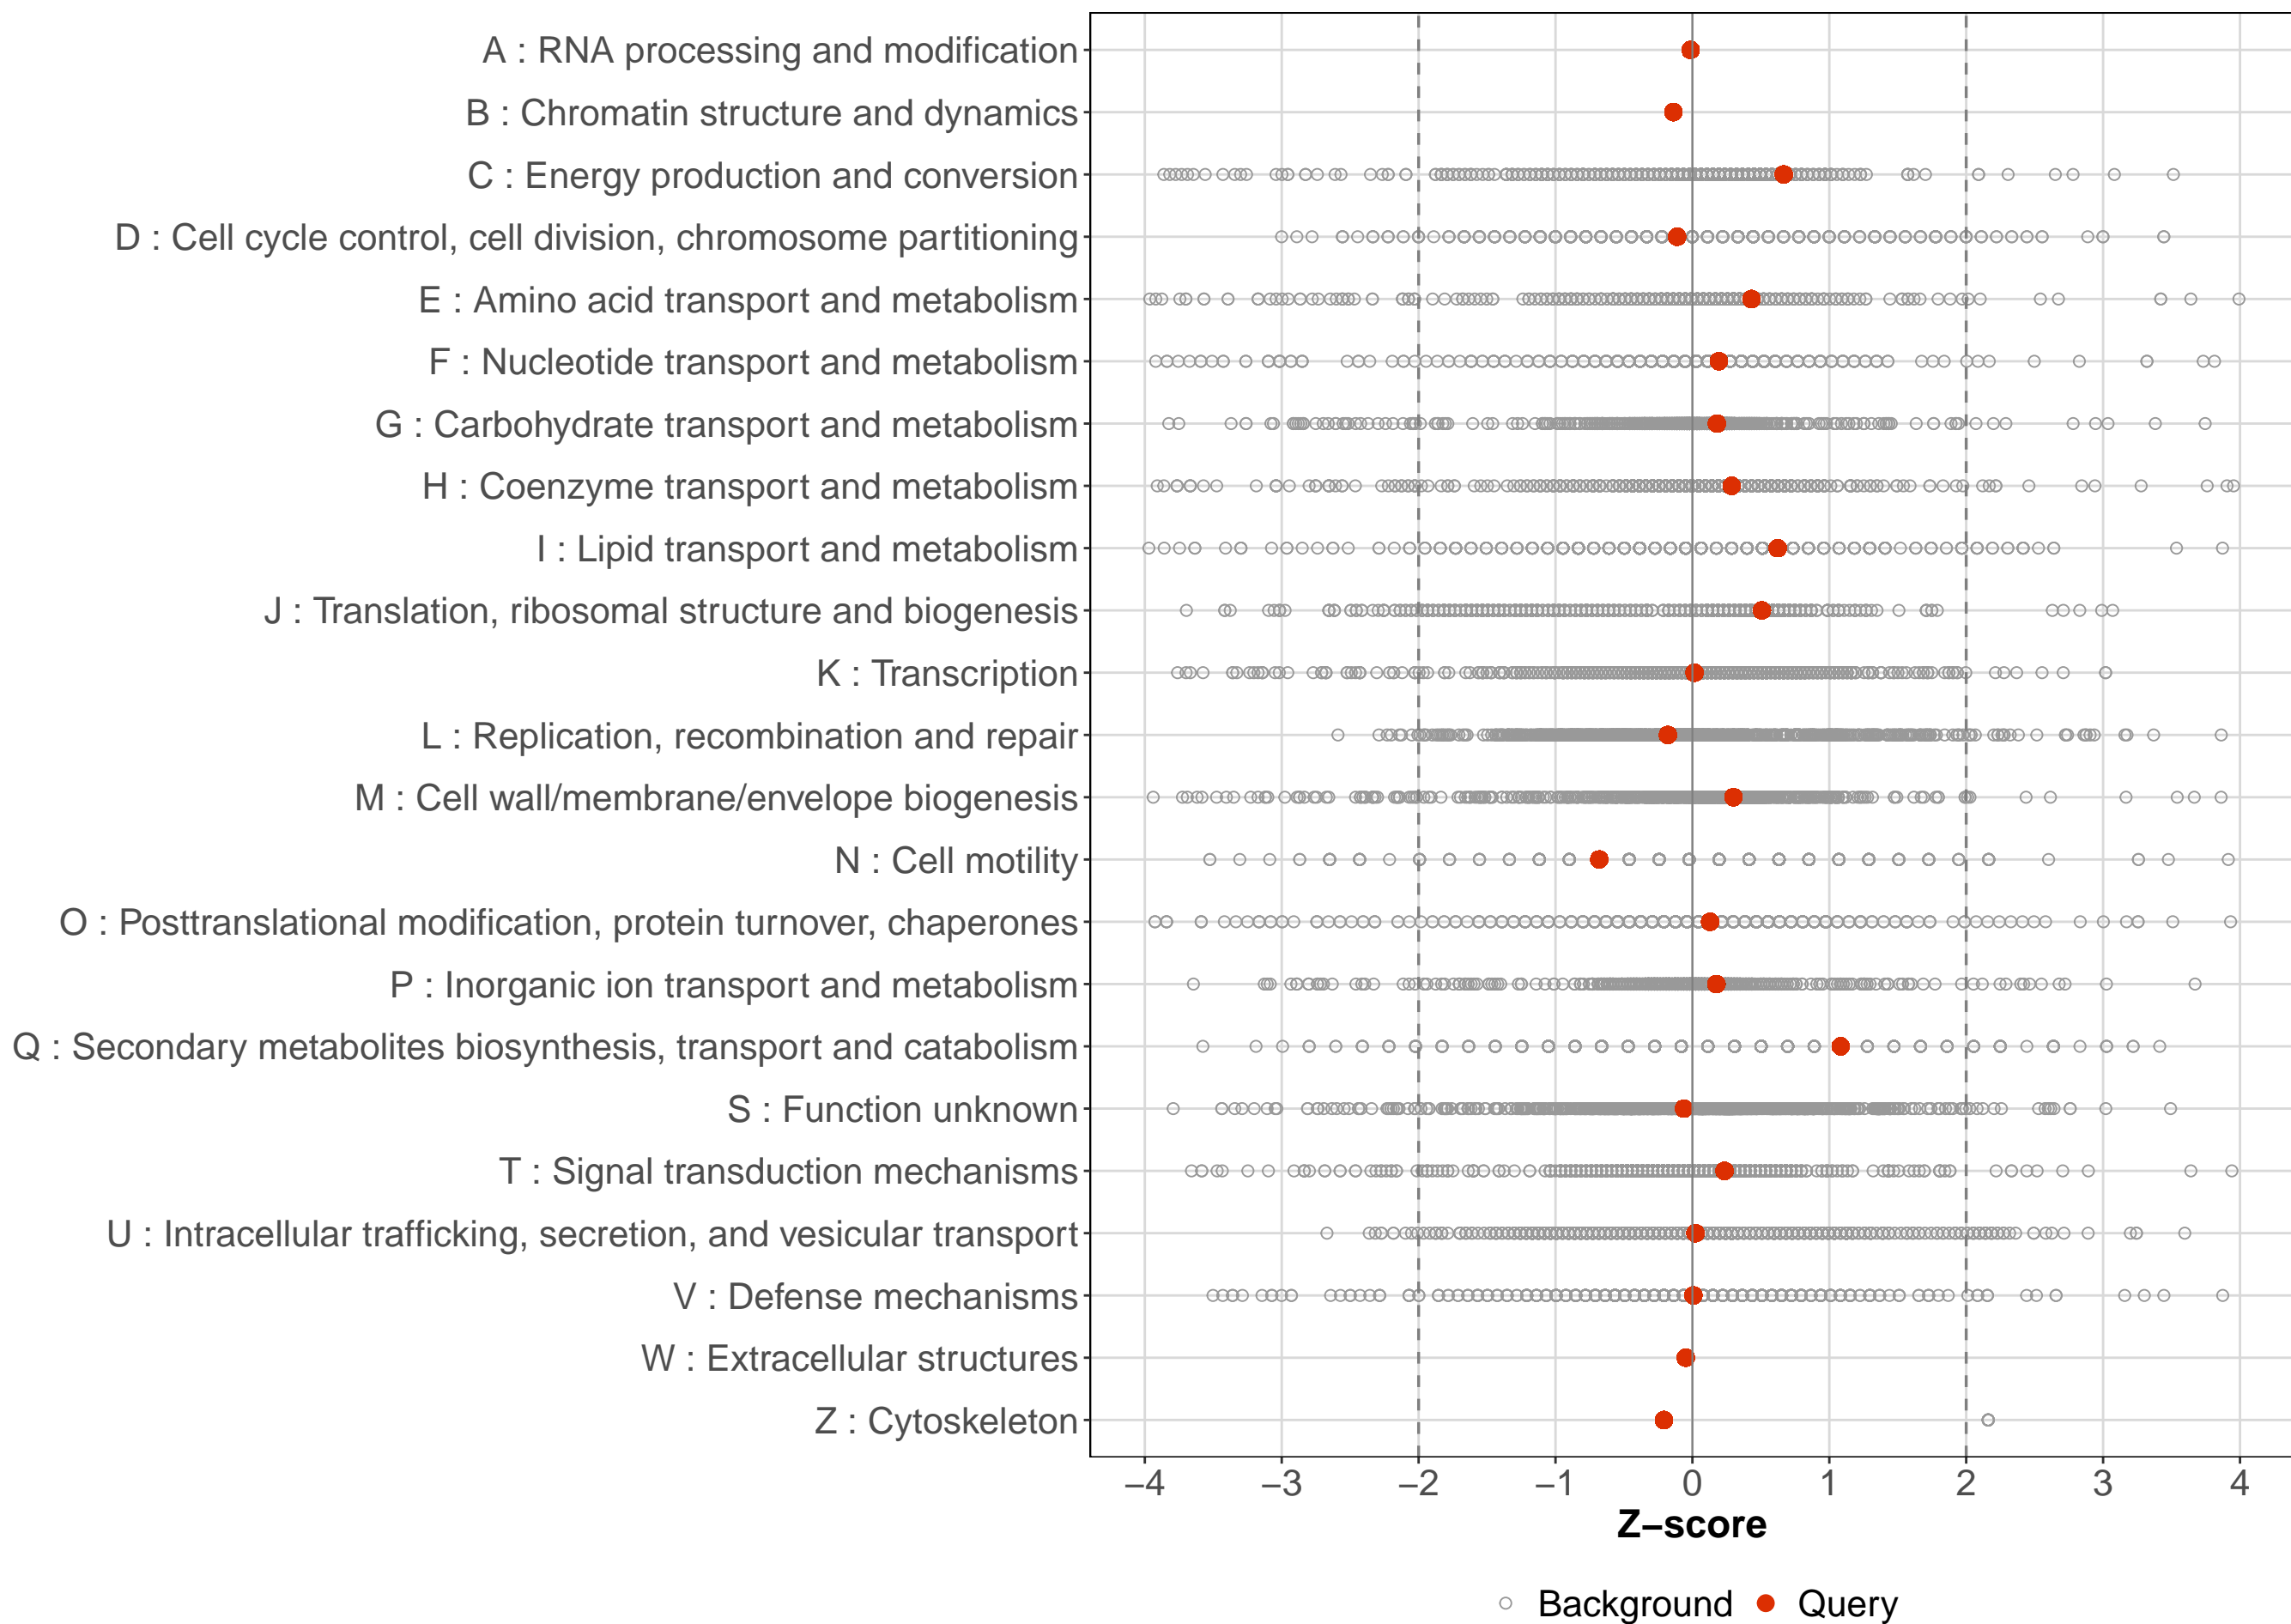 A : RNA processing and modification
B : Chromatin structure and dynamics
C : Energy production and conversion
D : Cell cycle control, cell division, chromosome partitioning
E : Amino acid transport and metabolism
F : Nucleotide transport and metabolism
G : Carbohydrate transport and metabolism
H : Coenzyme transport and metabolism
I : Lipid transport and metabolism
J : Translation, ribosomal structure and biogenesis
K : Transcription
L : Replication, recombination and repair
M : Cell wall/membrane/envelope biogenesis
N : Cell motility
O : Posttranslational modification, protein turnover, chaperones
P : Inorganic ion transport and metabolism
Q : Secondary metabolites biosynthesis, transport and catabolism
S : Function unknown
T : Signal transduction mechanisms
U : Intracellular trafficking, secretion, and vesicular transport
V : Defense mechanisms
W : Extracellular structures
Z : Cytoskeleton
−4 −3 −2 −1 0 1 2 3 4
Z−score
Background Query